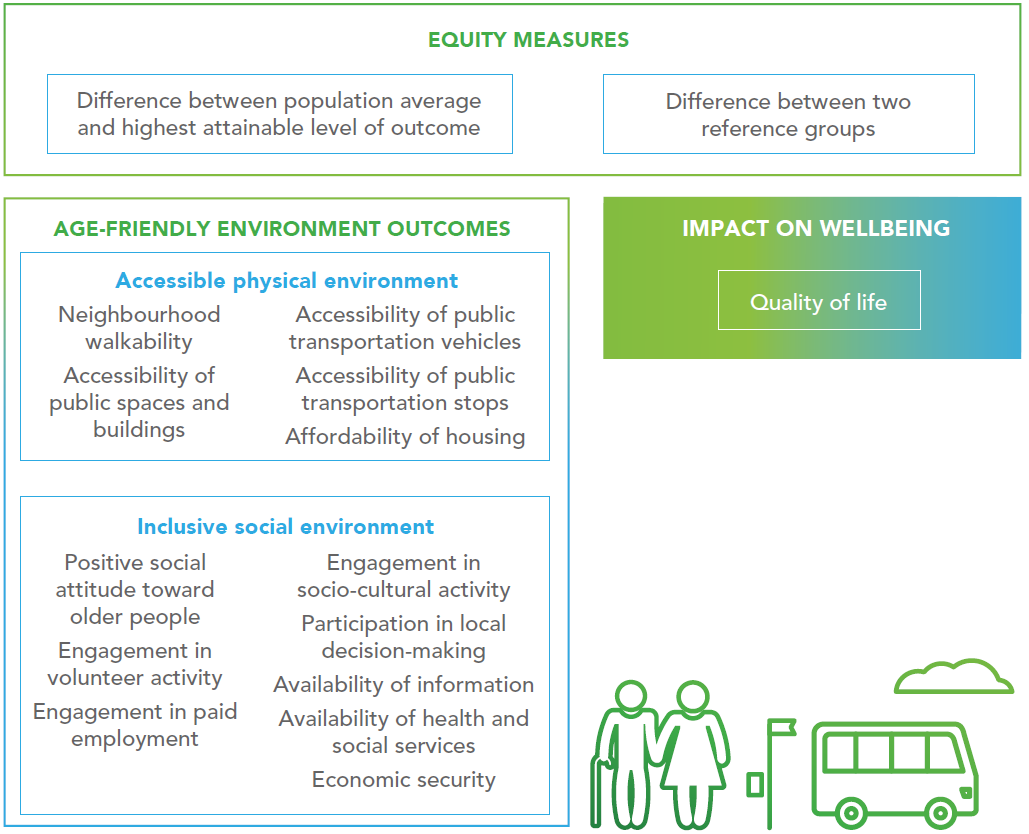 EQUITY MEASURES
Difference between population average
and highest attainable level of outcome
Difference between two
reference groups
AGE-FRIENDLY ENVIRONMENT OUTCOMES
Accessible physical environment
Neighbourhood
walkability
Accessibility of
public spaces and
buildings
Accessibility of public
transportation vehicles
Accessibility of public
transportation stops
Affordability of housing
Inclusive social environment
Positive social
attitude toward
older people
Engagement in
volunteer activity
Engagement in paid
employment
Engagement in
socio-cultural activity
Participation in local
decision-making
Availability of information
Availability of health and
social services
Economic security
IMPACT ON WELLBEING
Quality of life